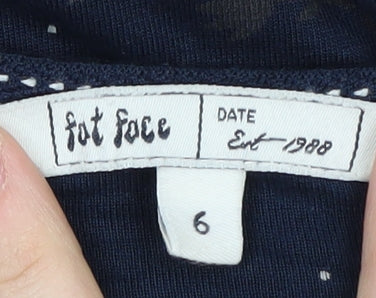 fat face
DATE
Est 1988
6